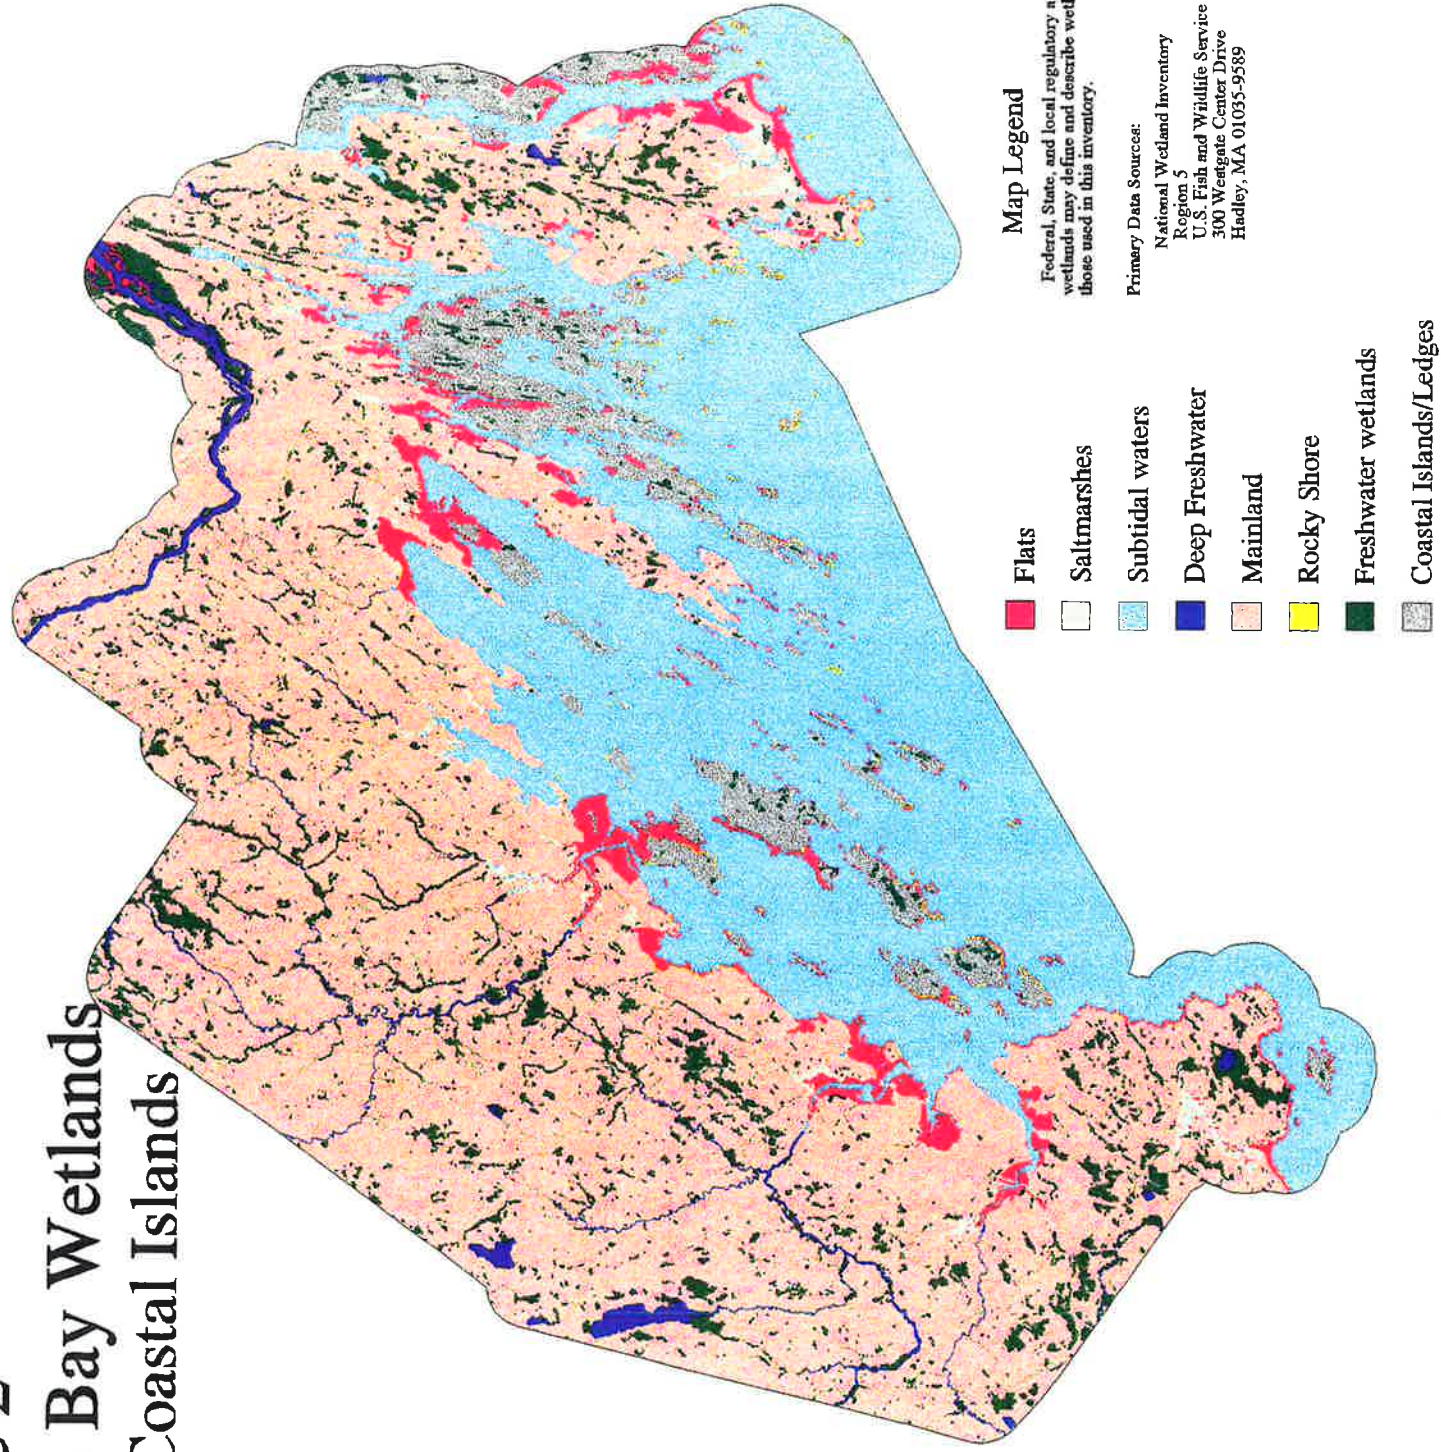 2
Bay Wetlands
Coastal Islands
Map Legend
Federal, State, and local regulatory a
wetlands may define and describe wetl
those used in this inventory.
Primary Data Sources:
National Wetland Inventory
Region 5
U.S. Fish and Wildlife Service
300 Westgate Center Drive
Hadley, MA 01035-9589
Flats
Saltmarshes
Subtidal waters
Deep Freshwater
Mainland
Rocky Shore
Freshwater wetlands
Coastal Islands/Ledges